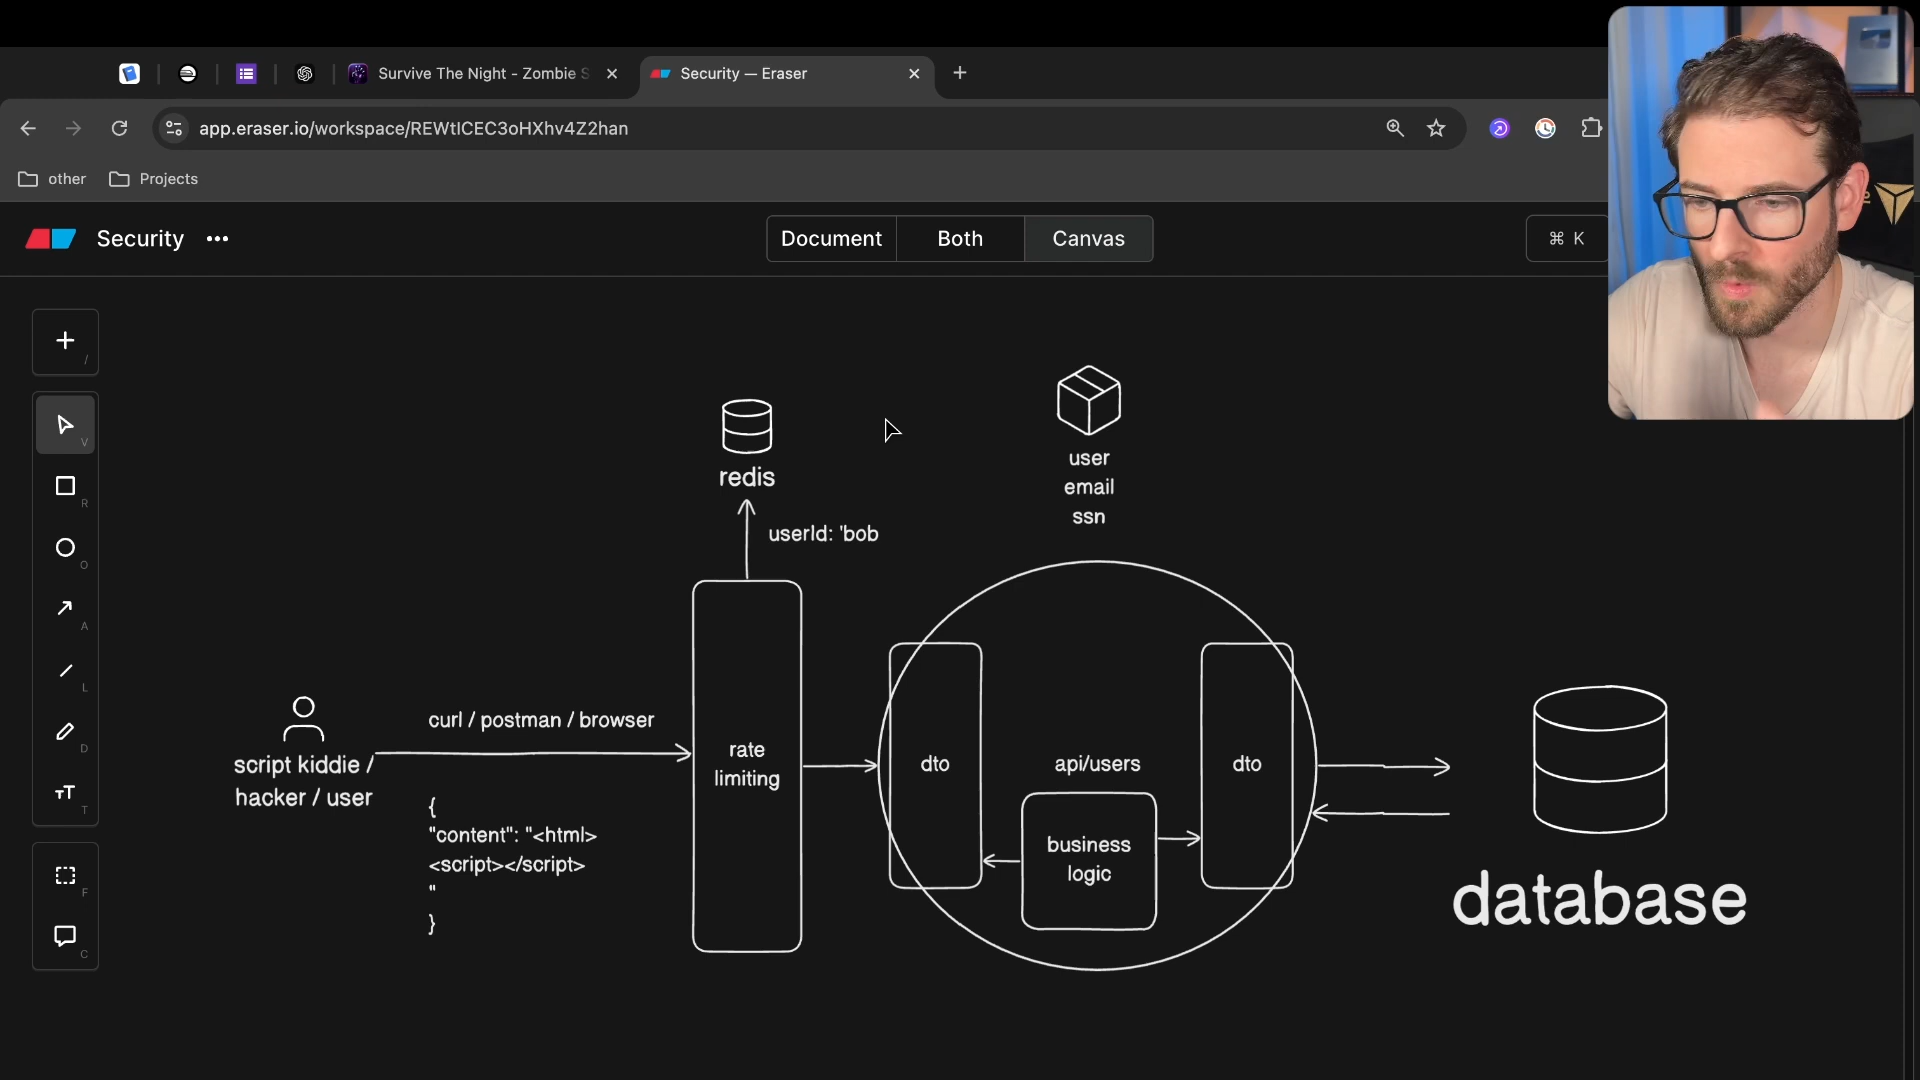 Survive The Night - Zombie S
Security — Eraser
app.eraser.io/workspace/REWtICEC3oHXhv4Z2han
other
Projects
Security
Document
Both
Canvas
⌘ K
/
V
R
O
A
L
D
T
F
C
redis
userId: 'bob
user
email
ssn
script kiddie /
hacker / user
curl / postman / browser
{
"content": "<html>
<script></script>
"
}
rate
limiting
dto
api/users
business
logic
dto
database